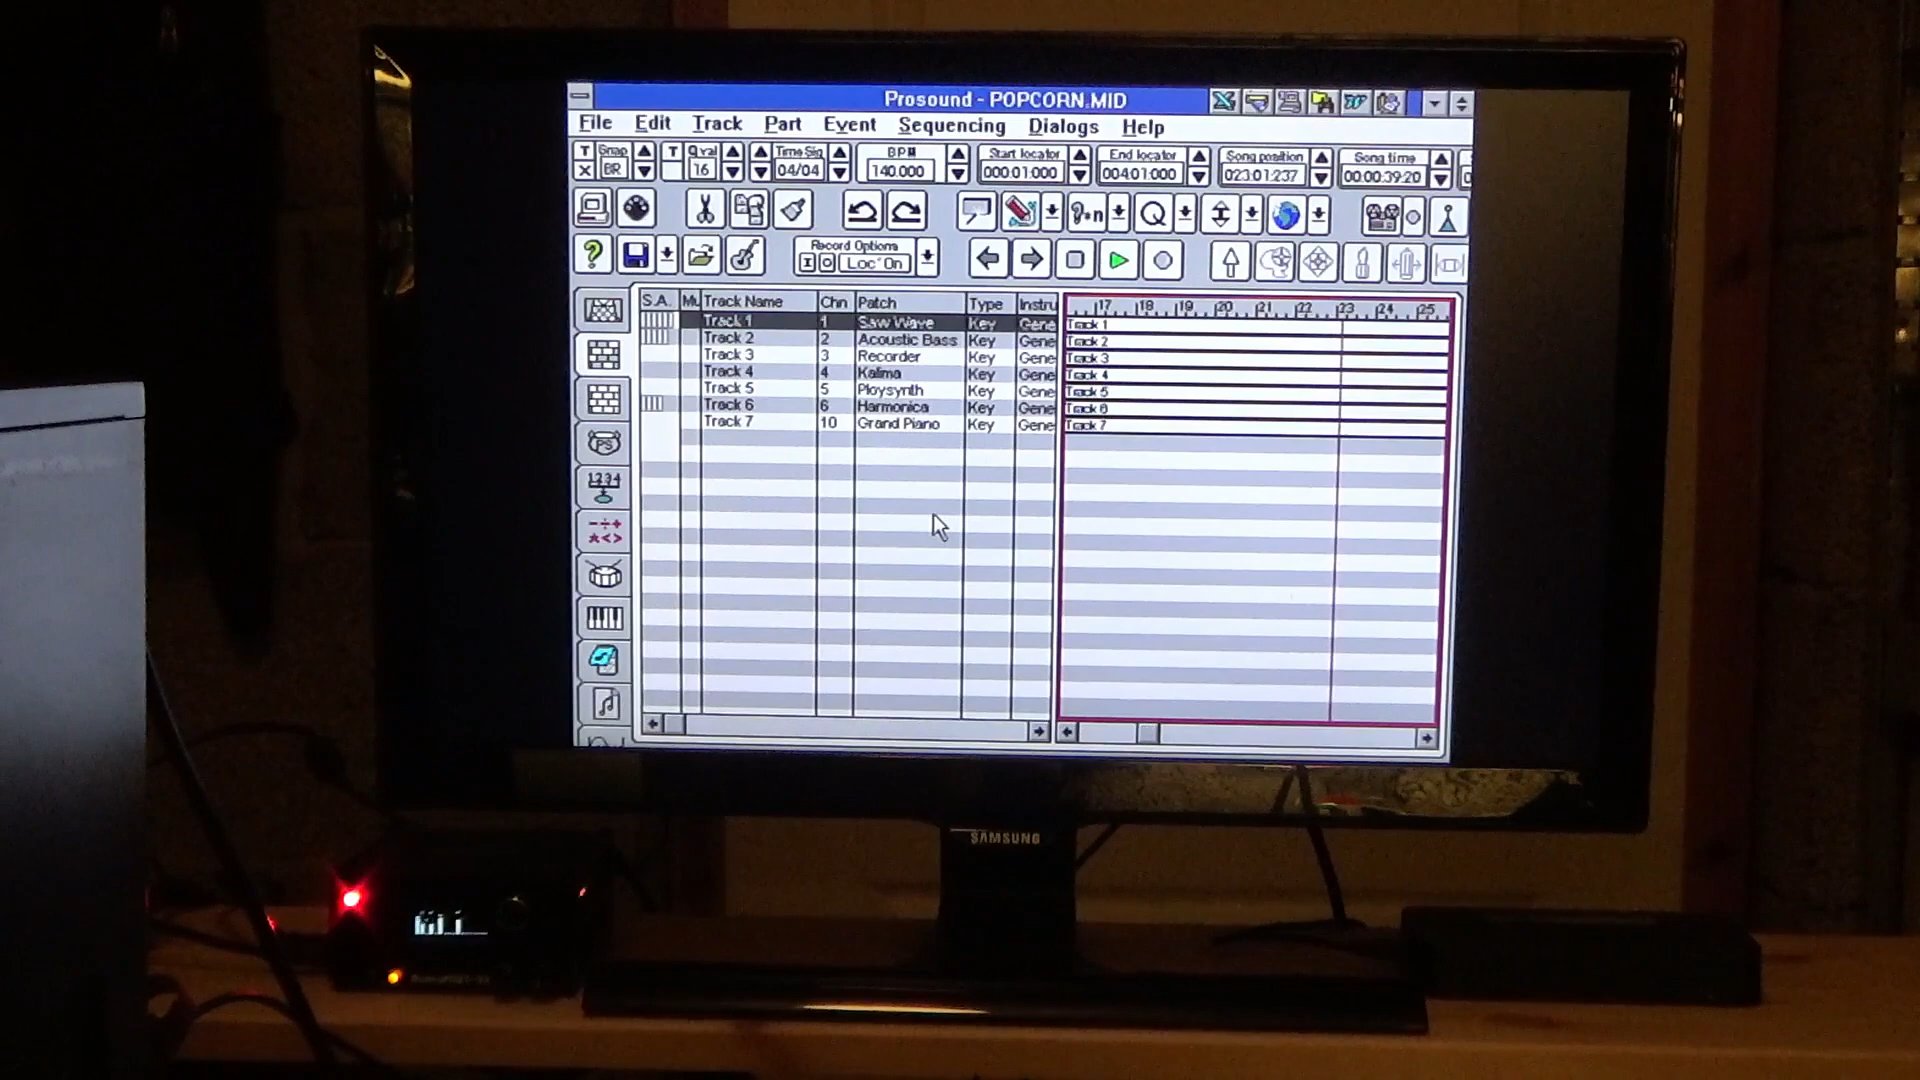 Prosound - POPCORN.MID
File Edit Track Part Event Sequencing Dialogs Help
T Snap T Q val Time Sig BPM Start locator End locator Song position Song time
X BR 16 04/04 140.000 000:01:000 004:01:000 023:01:237 00:00:39:20
Record Options
Loc' On
S.A. Mu Track Name Chn Patch Type Instru 17 18 19 20 21 22 23 24 25
Track 1 1 Saw Wave Key Gene Track 1
Track 2 2 Acoustic Bass Key Gene Track 2
Track 3 3 Recorder Key Gene Track 3
Track 4 4 Kalima Key Gene Track 4
Track 5 5 Ploysynth Key Gene Track 5
Track 6 6 Harmonica Key Gene Track 6
Track 7 10 Grand Piano Key Gene Track 7
PS
1234
SAMSUNG